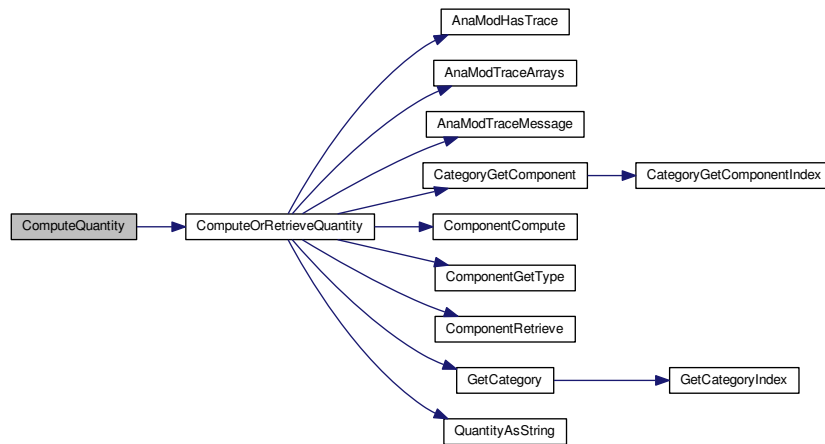 AnaModHasTrace
AnaModTraceArrays
AnaModTraceMessage
CategoryGetComponent
CategoryGetComponentIndex
ComputeQuantity
ComputeOrRetrieveQuantity
ComponentCompute
ComponentGetType
ComponentRetrieve
GetCategory
GetCategoryIndex
QuantityAsString